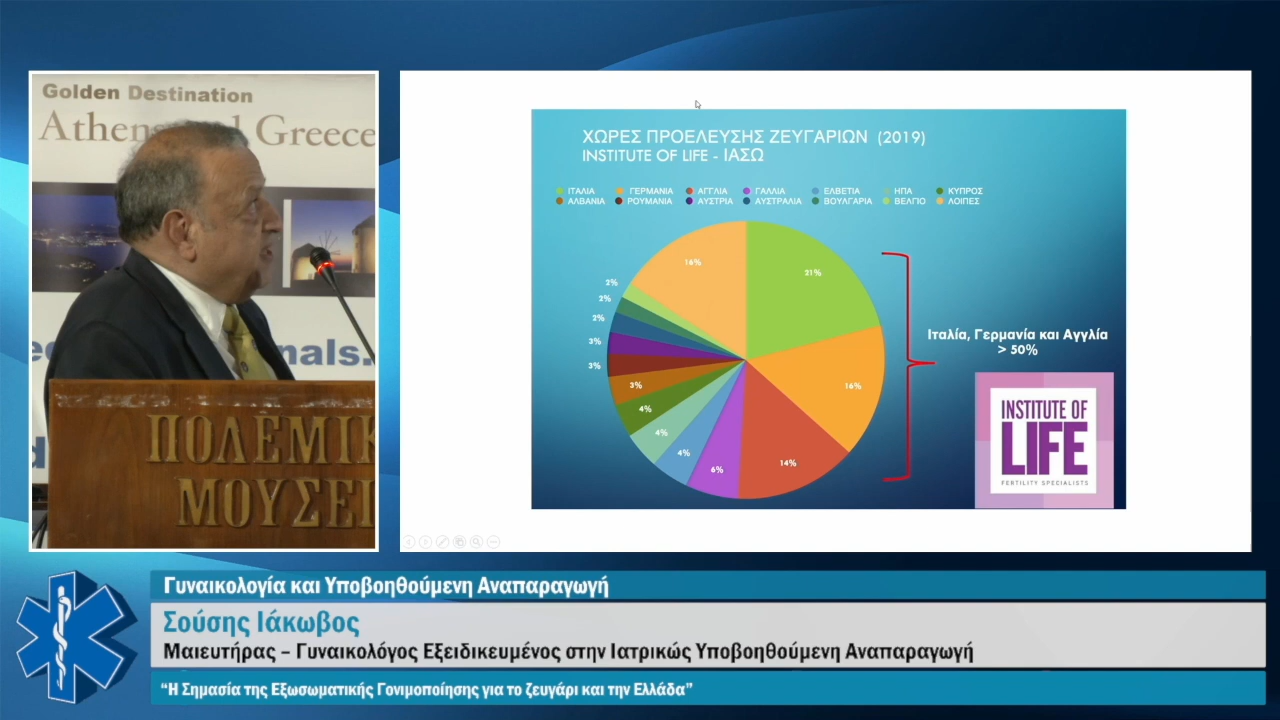 Golden Destination
Athens and Greece
nals.
ΠΟΛΕΜΙΚ
ΜΟΥΣΕΙ
ΧΩΡΕΣ ΠΡΟΕΛΕΥΣΗΣ ΖΕΥΓΑΡΙΩΝ (2019)
INSTITUTE OF LIFE - ΙΑΣΩ
ΙΤΑΛΙΑ ΓΕΡΜΑΝΙΑ ΑΓΓΛΙΑ ΓΑΛΛΙΑ ΕΛΒΕΤΙΑ ΗΠΑ ΚΥΠΡΟΣ
ΑΛΒΑΝΙΑ ΡΟΥΜΑΝΙΑ ΑΥΣΤΡΙΑ ΑΥΣΤΡΑΛΙΑ ΒΟΥΛΓΑΡΙΑ ΒΕΛΓΙΟ ΛΟΙΠΕΣ
21%
16%
14%
6%
4%
4%
4%
3%
3%
3%
2%
2%
2%
16%
Ιταλία, Γερμανία και Αγγλία
> 50%
INSTITUTE OF
LIFE
FERTILITY SPECIALISTS
Γυναικολογία και Υποβοηθούμενη Αναπαραγωγή
Σούσης Ιάκωβος
Μαιευτήρας – Γυναικολόγος Εξειδικευμένος στην Ιατρικώς Υποβοηθούμενη Αναπαραγωγή
“Η Σημασία της Εξωσωματικής Γονιμοποίησης για το ζευγάρι και την Ελλάδα”